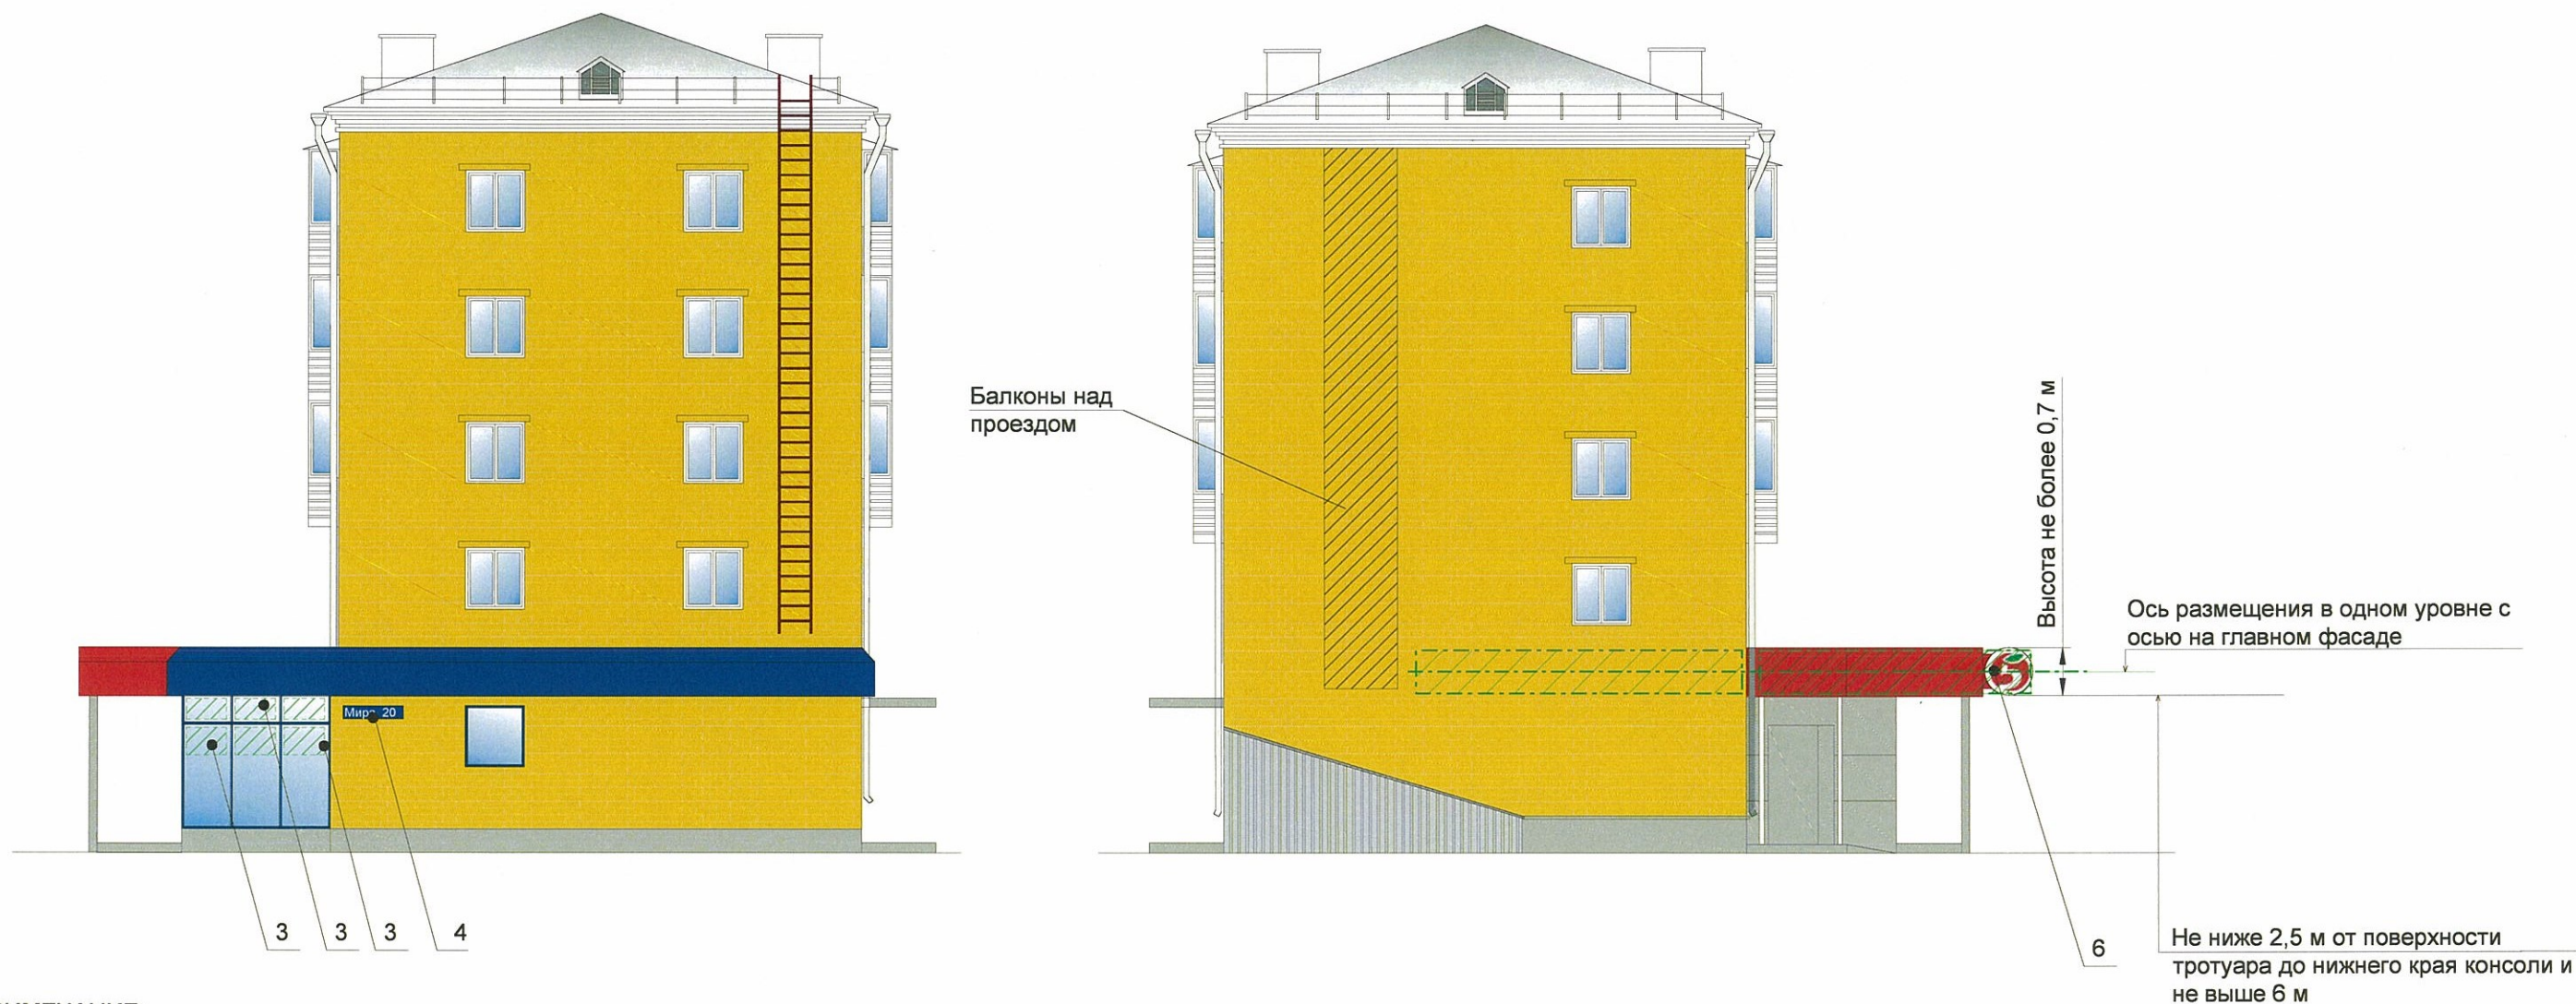 Балконы над
проездом
Высота не более 0,7 м
Ось размещения в одном уровне с
осью на главном фасаде
20
3
3
3
4
6
Не ниже 2,5 м от поверхности
тротуара до нижнего края консоли и
не выше 6 м